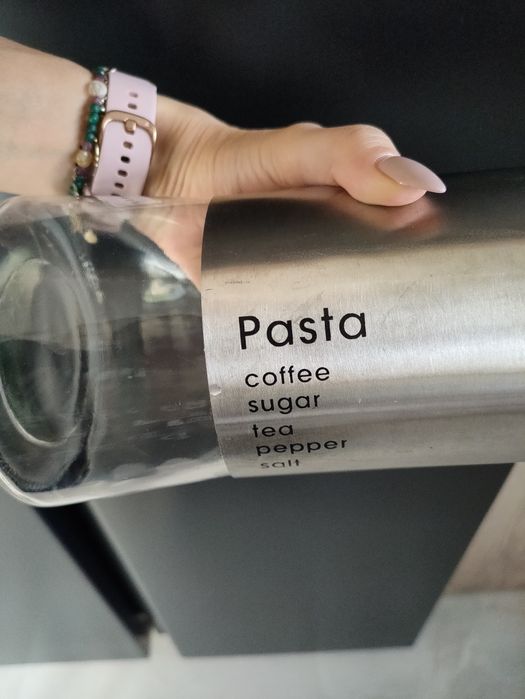 Pasta
coffee
sugar
tea
pepper
salt